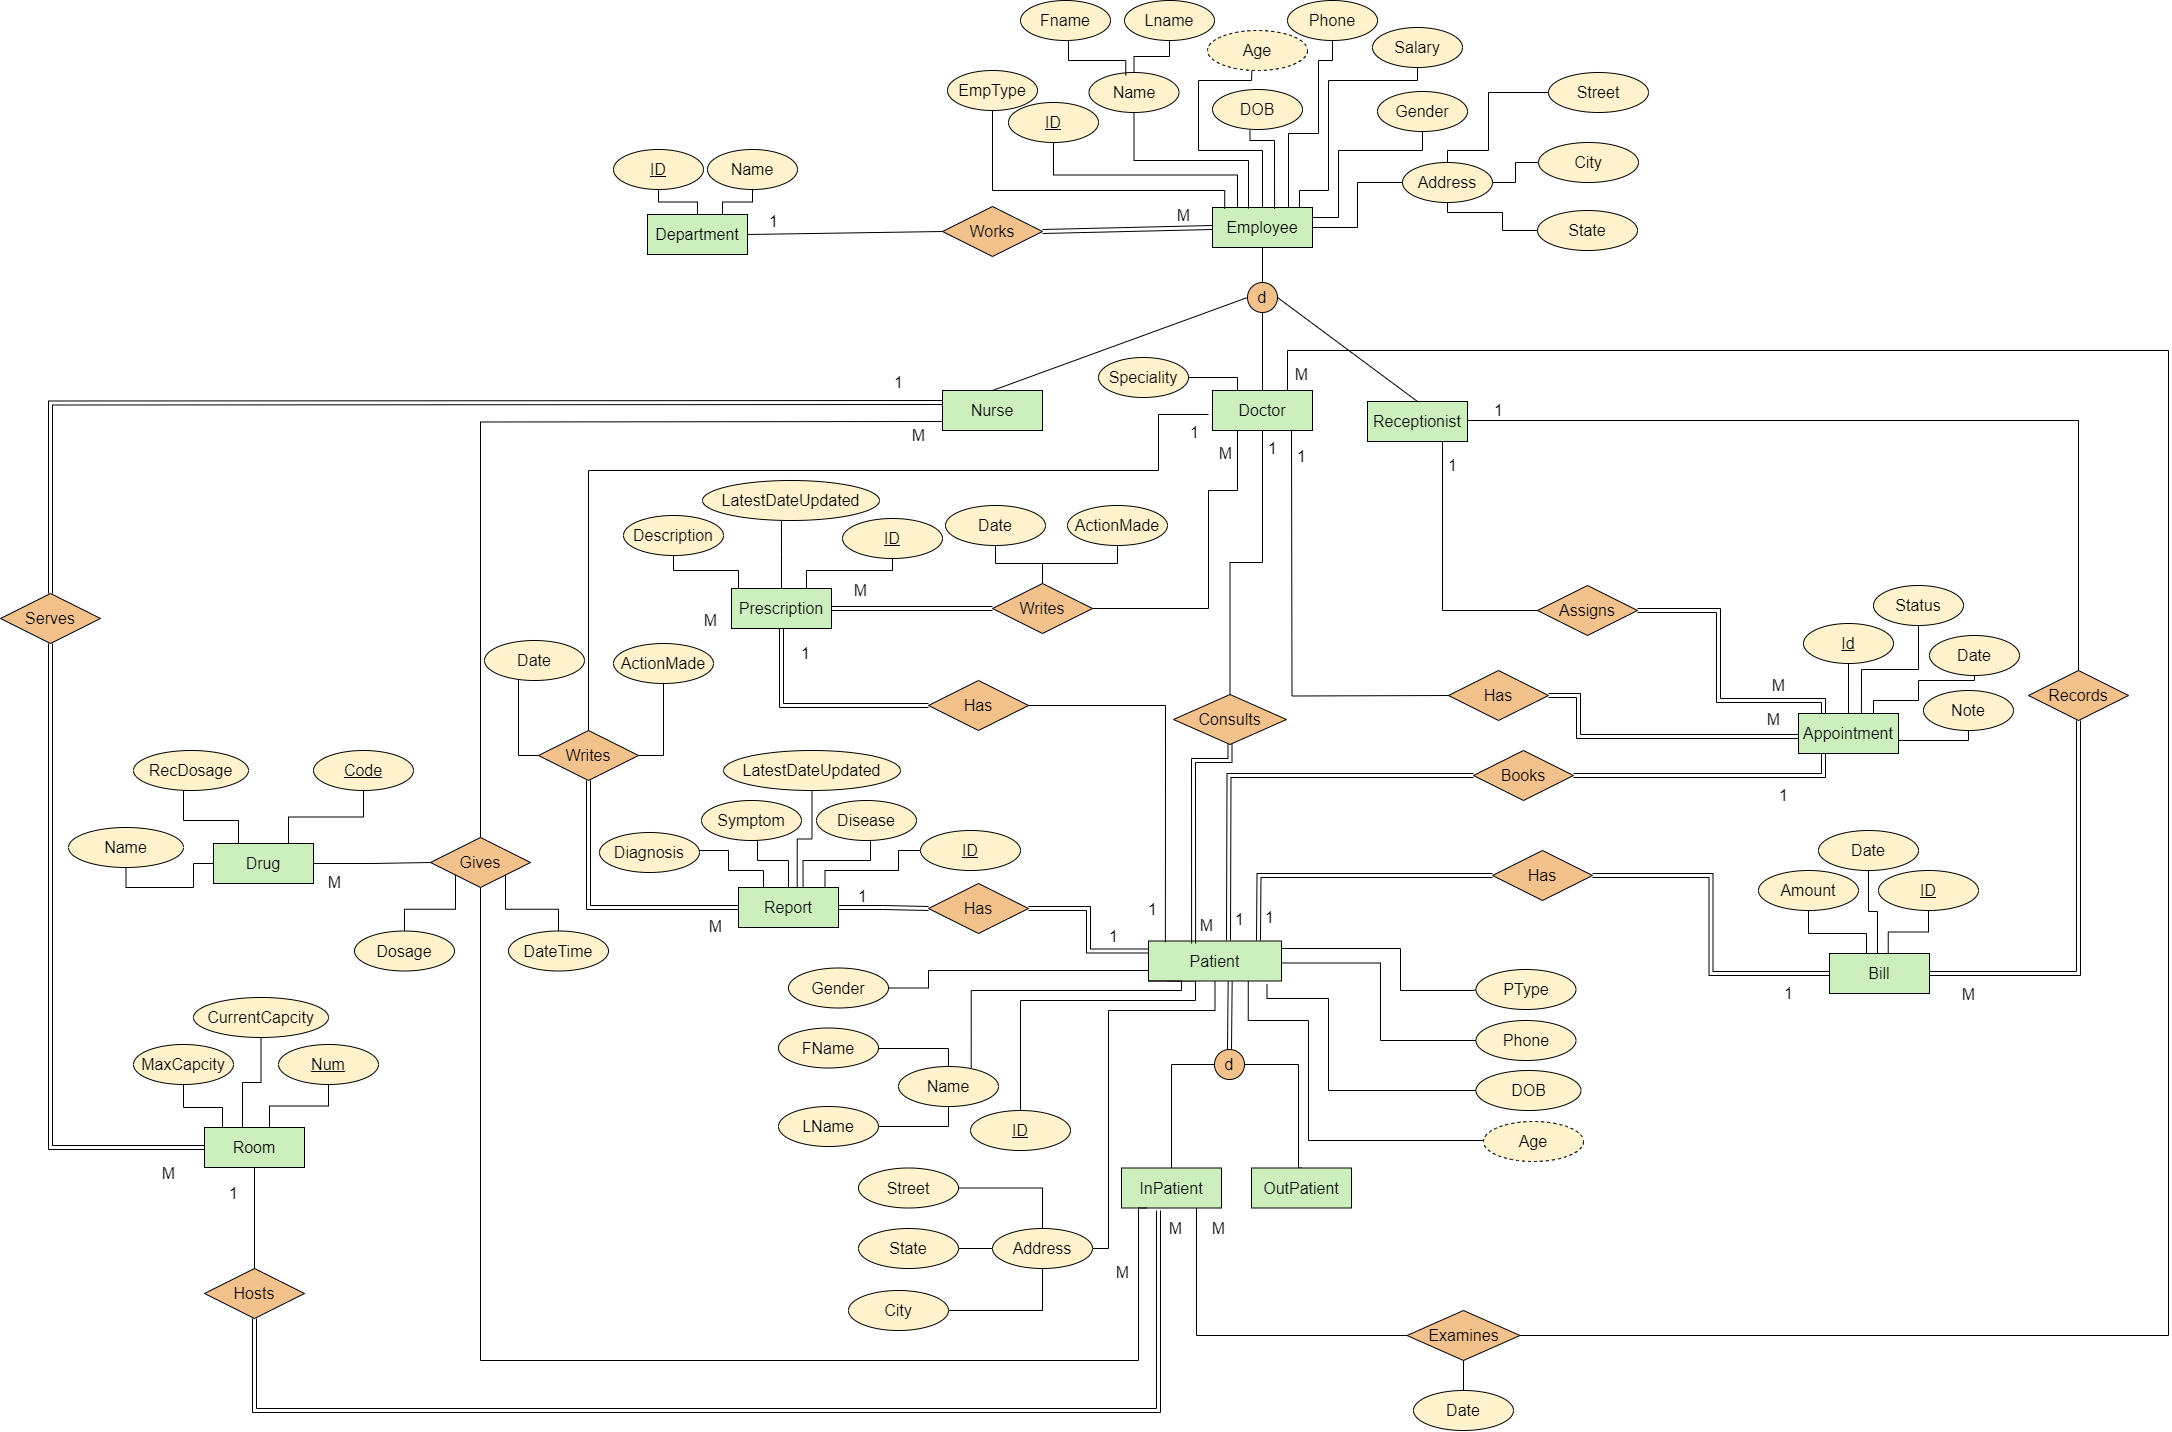 Fname
Lname
Phone
Age
Salary
EmpType
Name
Street
DOB
Gender
ID
City
ID
Name
Address
1
M
State
Department
Works
Employee
d
Speciality
M
1
Nurse
Doctor
Receptionist
1
M
1
M
1
1
1
LatestDateUpdated
Description
ID
Date
ActionMade
M
Prescription
Writes
M
1
Serves
Assigns
Status
Id
Date
Date
ActionMade
M
Has
Has
Records
Note
Consults
M
Appointment
Writes
Books
1
RecDosage
Code
LatestDateUpdated
Symptom
Disease
Name
Diagnosis
ID
Date
Drug
Gives
M
Has
Amount
ID
1
Report
Has
M
1
1
M
1
1
Dosage
DateTime
Patient
Bill
1
M
Gender
PType
CurrentCapcity
FName
Phone
MaxCapcity
Num
d
Name
DOB
LName
ID
Age
Room
M
1
Street
InPatient
OutPatient
M
M
State
Address
M
Hosts
City
Examines
Date